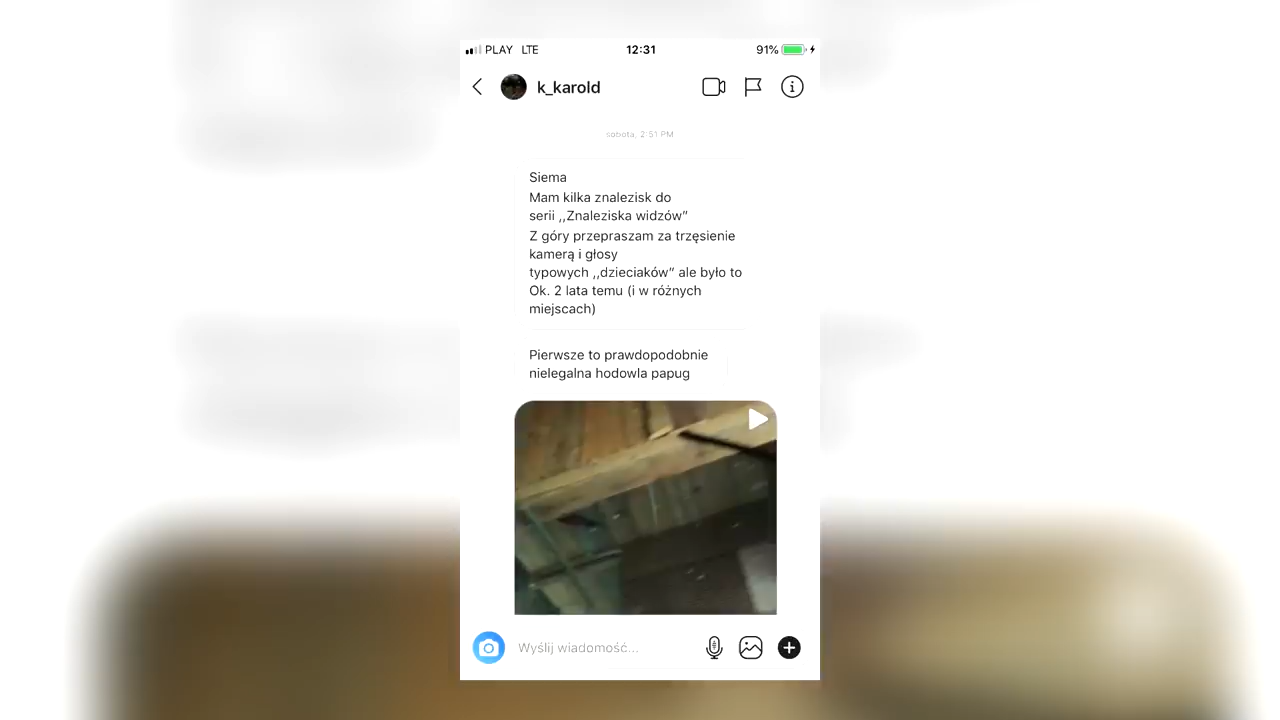 PLAY LTE 12:31 91%
k_karold
sobota, 2:51 PM
Siema
Mam kilka znalezisk do
serii ,,Znaleziska widzów”
Z góry przepraszam za trzęsienie
kamerą i głosy
typowych ,,dzieciaków” ale było to
Ok. 2 lata temu (i w różnych
miejscach)
Pierwsze to prawdopodobnie
nielegalna hodowla papug
Wyślij wiadomość...